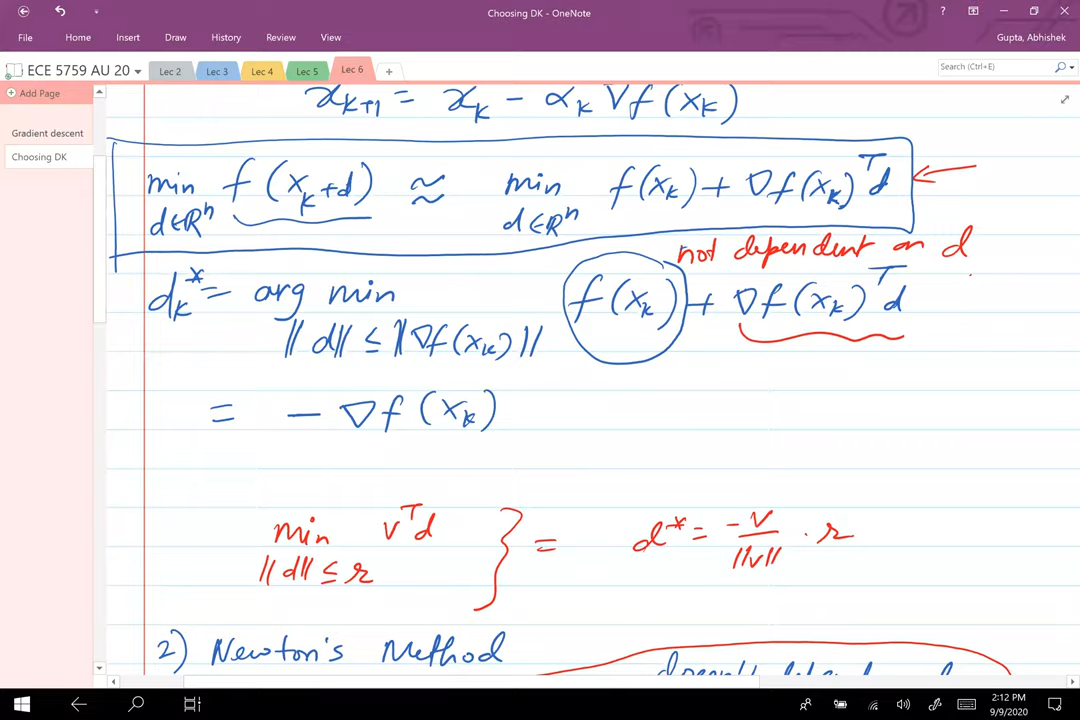 Choosing DK - OneNote
File Home Insert Draw History Review View Gupta, Abhishek
ECE 5759 AU 20 Lec 2 Lec 3 Lec 4 Lec 5 Lec 6 Search (Ctrl+E)
Add Page
Gradient descent
Choosing DK
x_{k+1} = x_k - α_k ∇f(x_k)
min_{d∈ℝ^n} f(x_k+d) ≈ min_{d∈ℝ^n} f(x_k) + ∇f(x_k)^T d
not dependent on d
d_k^* = arg min_{||d|| ≤ ||∇f(x_k)||} f(x_k) + ∇f(x_k)^T d
= - ∇f(x_k)
min_{||d|| ≤ r} v^T d } = d^* = -v/||v|| · r
2) Newton's Method
2:12 PM
9/9/2020